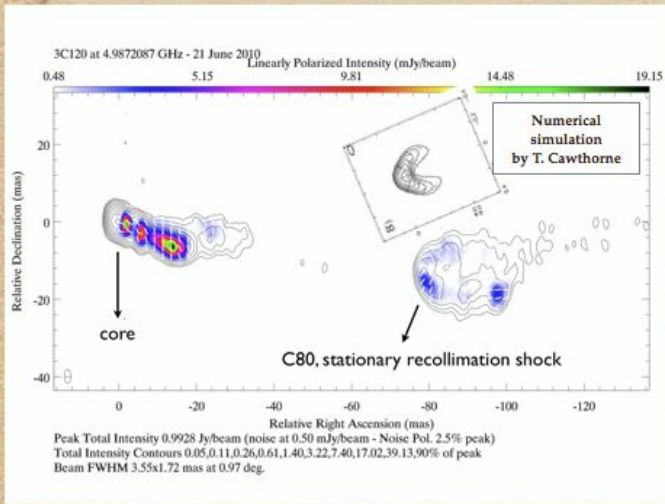 3C120 at 4.9872087 GHz - 21 June 2010
Linearly Polarized Intensity (mJy/beam)
0.48 5.15 9.81 14.48 19.15
Numerical
simulation
by T. Cawthorne
20
0
-20
-40
Relative Declination (mas)
core
C80, stationary recollimation shock
0 -20 -40 -60 -80 -100 -120 -140
Relative Right Ascension (mas)
Peak Total Intensity 0.9928 Jy/beam (noise at 0.50 mJy/beam - Noise Pol. 2.5% peak)
Total Intensity Contours 0.05,0.11,0.26,0.61,1.40,3.22,7.40,17.02,39.13,90% of peak
Beam FWHM 3.55x1.72 mas at 0.97 deg.